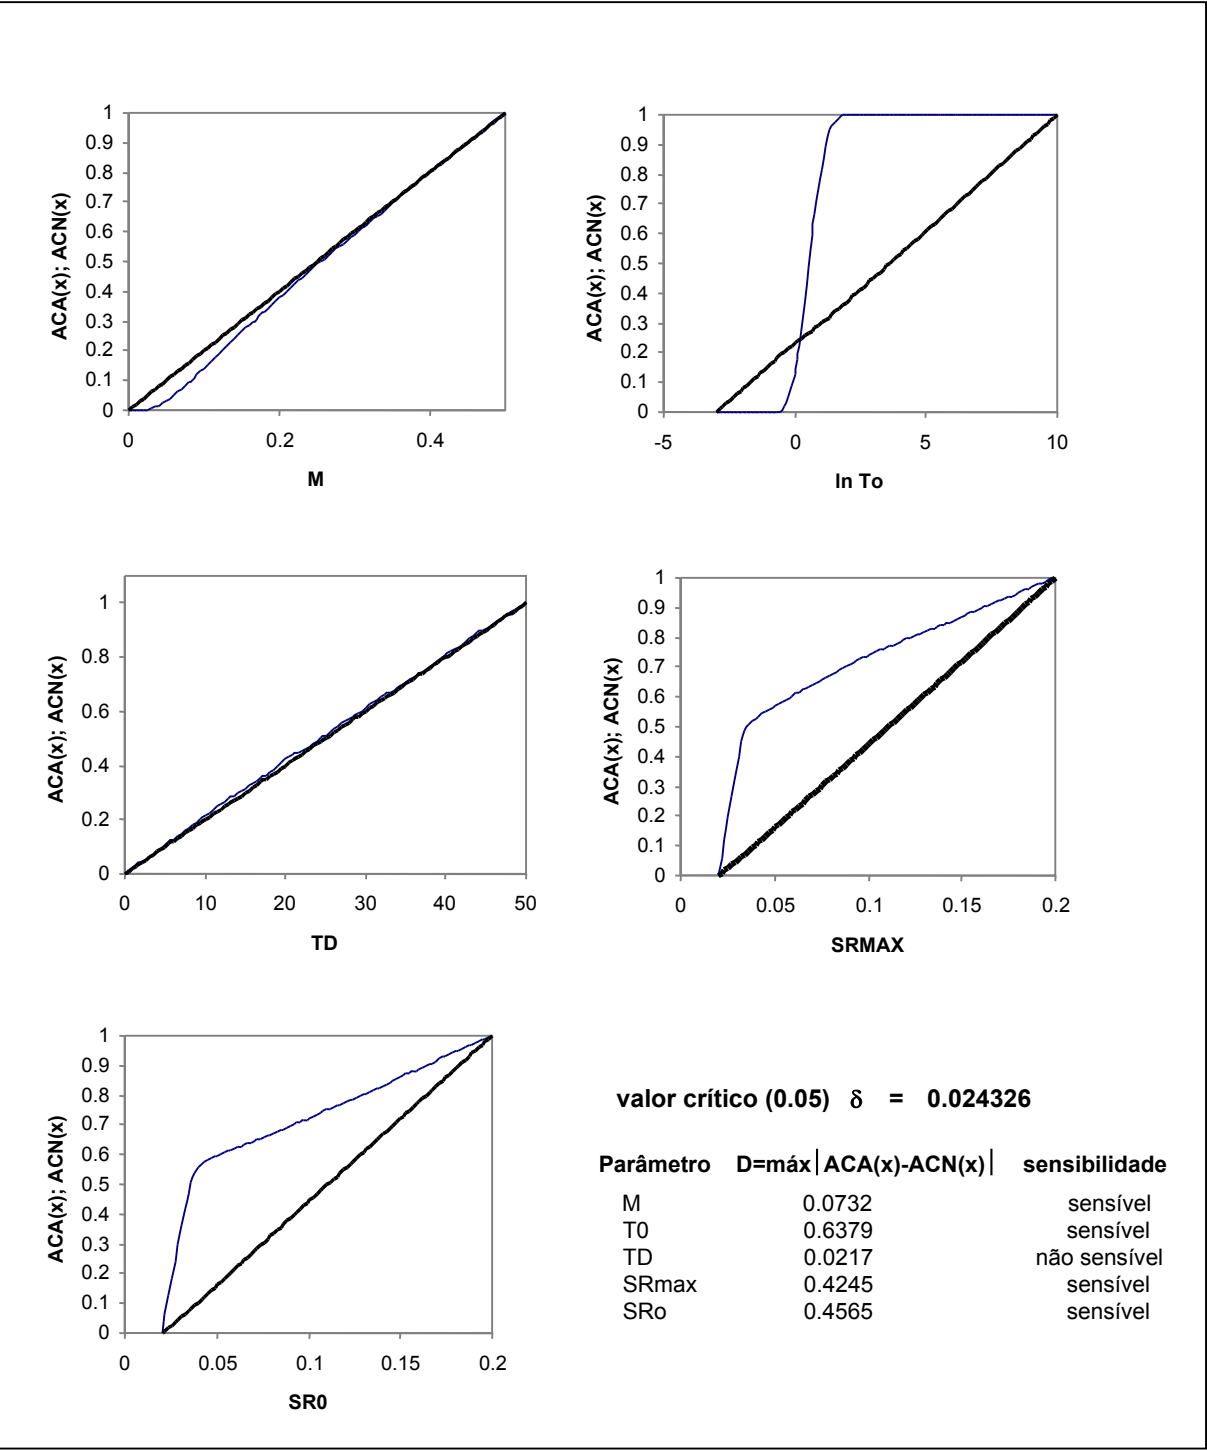 1
0.9
0.8
0.7
0.6
0.5
0.4
0.3
0.2
0.1
0
ACA(x); ACN(x)
0 0.2 0.4
M
1
0.9
0.8
0.7
0.6
0.5
0.4
0.3
0.2
0.1
0
ACA(x); ACN(x)
-5 0 5 10
ln To
1
0.8
0.6
0.4
0.2
0
ACA(x); ACN(x)
0 10 20 30 40 50
TD
1
0.9
0.8
0.7
0.6
0.5
0.4
0.3
0.2
0.1
0
ACA(x); ACN(x)
0 0.05 0.1 0.15 0.2
SRMAX
1
0.9
0.8
0.7
0.6
0.5
0.4
0.3
0.2
0.1
0
ACA(x); ACN(x)
0 0.05 0.1 0.15 0.2
SR0
valor crítico (0.05) δ = 0.024326
Parâmetro D=máx|ACA(x)-ACN(x)| sensibilidade
M 0.0732 sensível
T0 0.6379 sensível
TD 0.0217 não sensível
SRmax 0.4245 sensível
SRo 0.4565 sensível